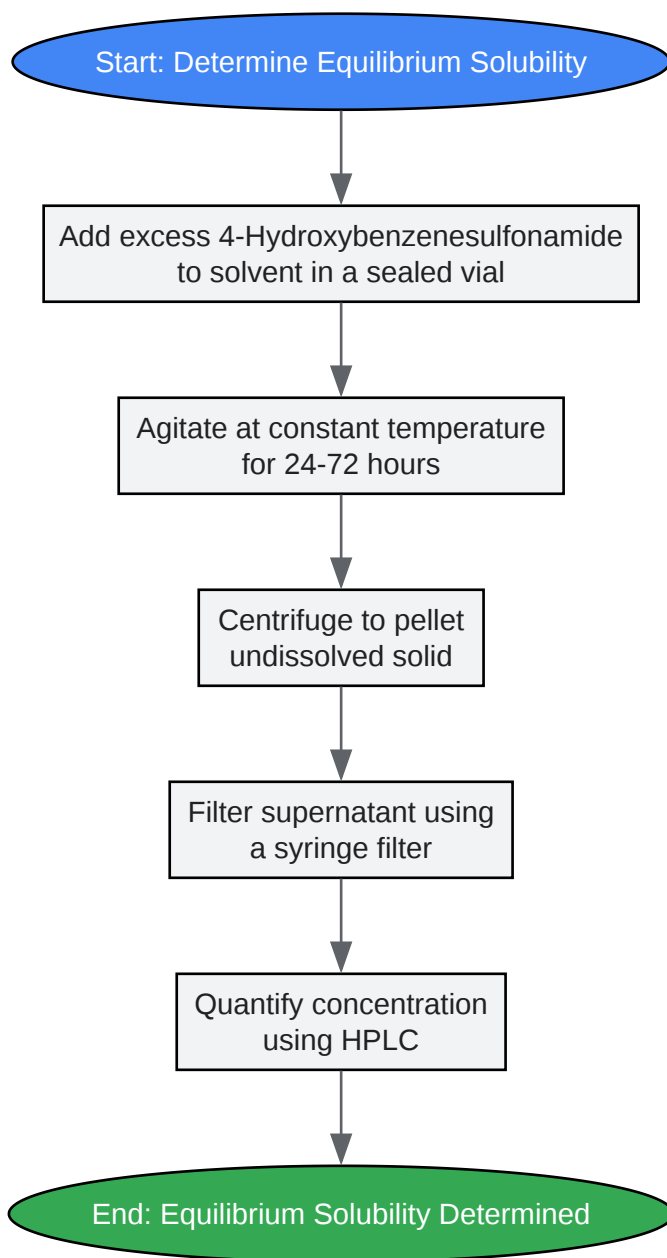 Start: Determine Equilibrium Solubility
Add excess 4-Hydroxybenzenesulfonamide
to solvent in a sealed vial
Agitate at constant temperature
for 24-72 hours
Centrifuge to pellet
undissolved solid
Filter supernatant using
a syringe filter
Quantify concentration
using HPLC
End: Equilibrium Solubility Determined